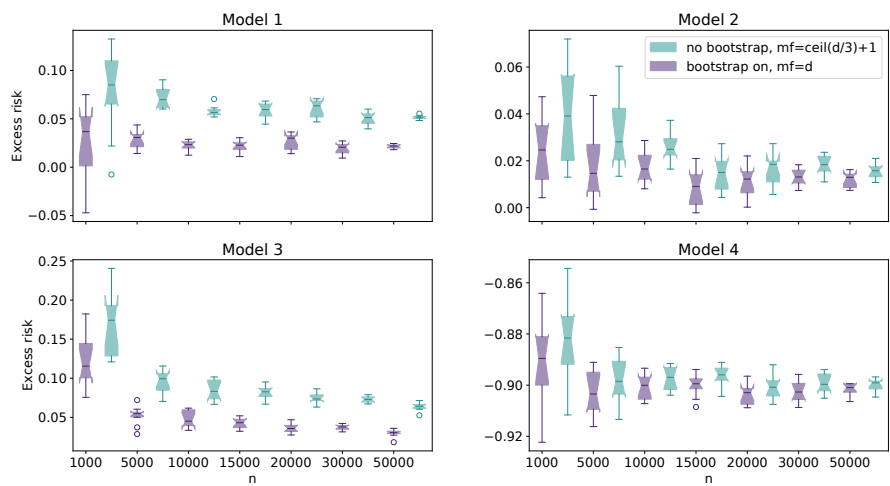 Model 1
Model 2
0.10
0.05
0.00
−0.05
Excess risk
0.06
0.04
0.02
0.00
no bootstrap, mf=ceil(d/3)+1
bootstrap on, mf=d
Model 3
Model 4
0.25
0.20
0.15
0.10
0.05
Excess risk
−0.86
−0.88
−0.90
−0.92
1000 5000 10000 15000 20000 30000 50000
n
1000 5000 10000 15000 20000 30000 50000
n